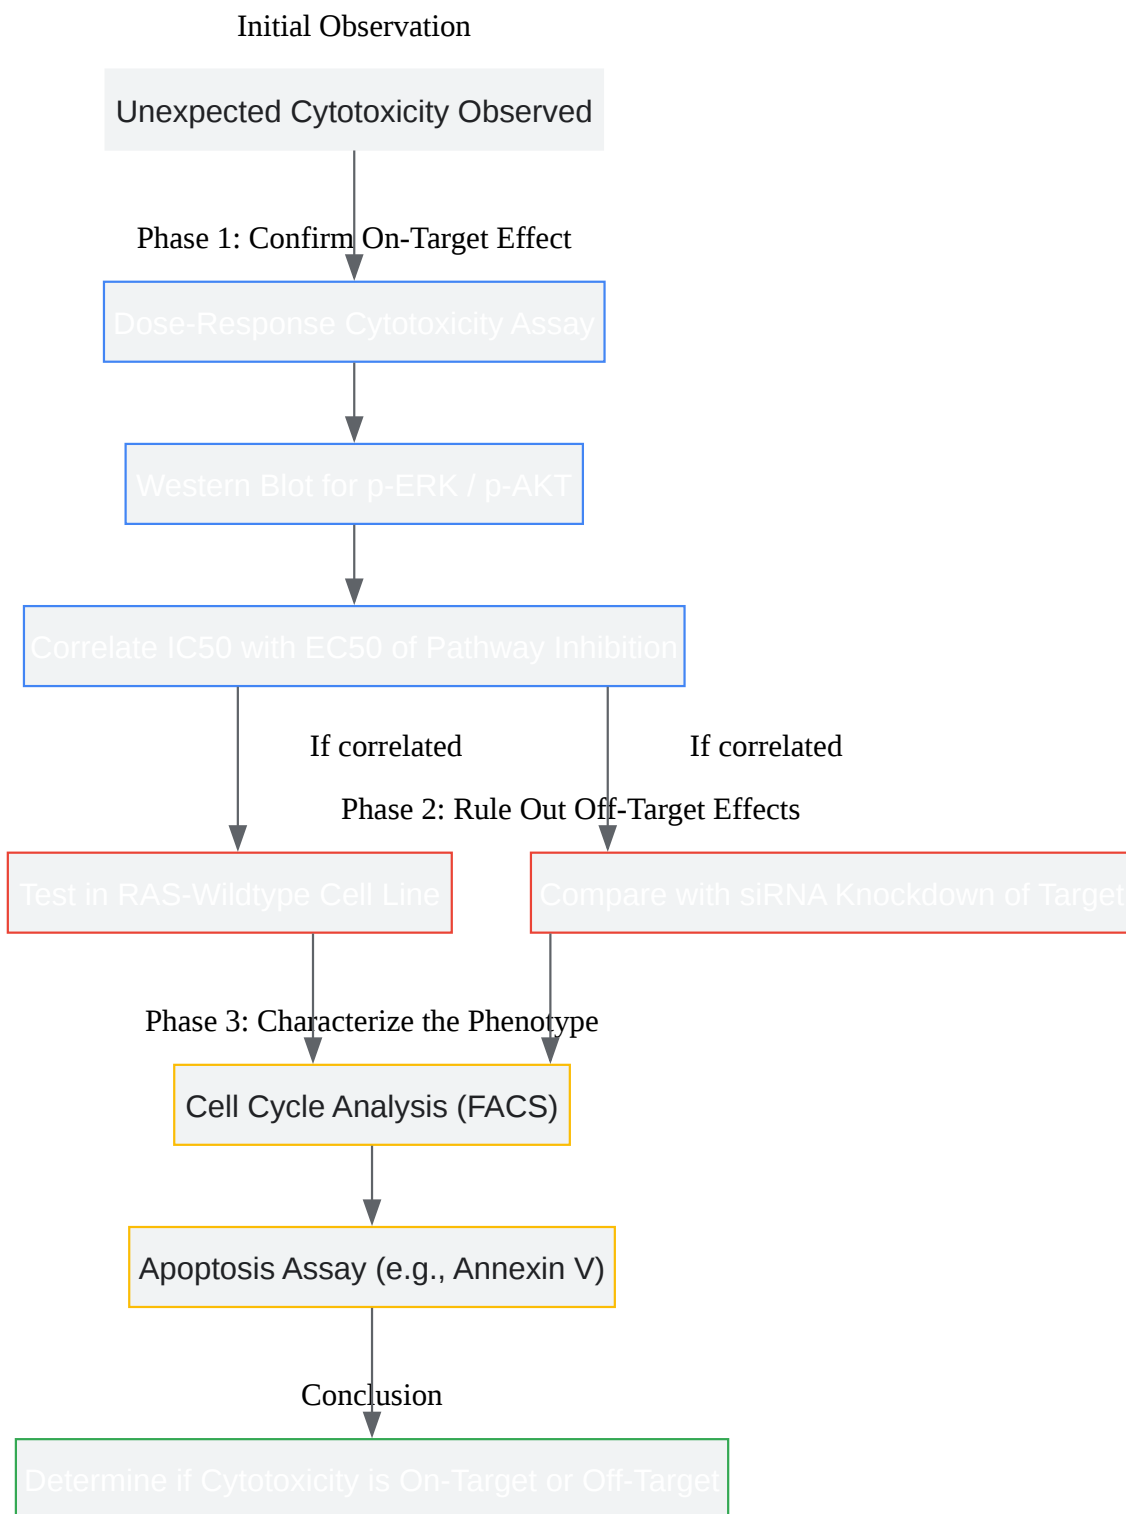 Initial Observation
Unexpected Cytotoxicity Observed
Phase 1: Confirm On-Target Effect
Dose-Response Cytotoxicity Assay
Western Blot for p-ERK / p-AKT
Correlate IC50 with EC50 of Pathway Inhibition
If correlated
If correlated
Phase 2: Rule Out Off-Target Effects
Test in RAS-Wildtype Cell Line
Compare with siRNA Knockdown of Target
Phase 3: Characterize the Phenotype
Cell Cycle Analysis (FACS)
Apoptosis Assay (e.g., Annexin V)
Conclusion
Determine if Cytotoxicity is On-Target or Off-Target